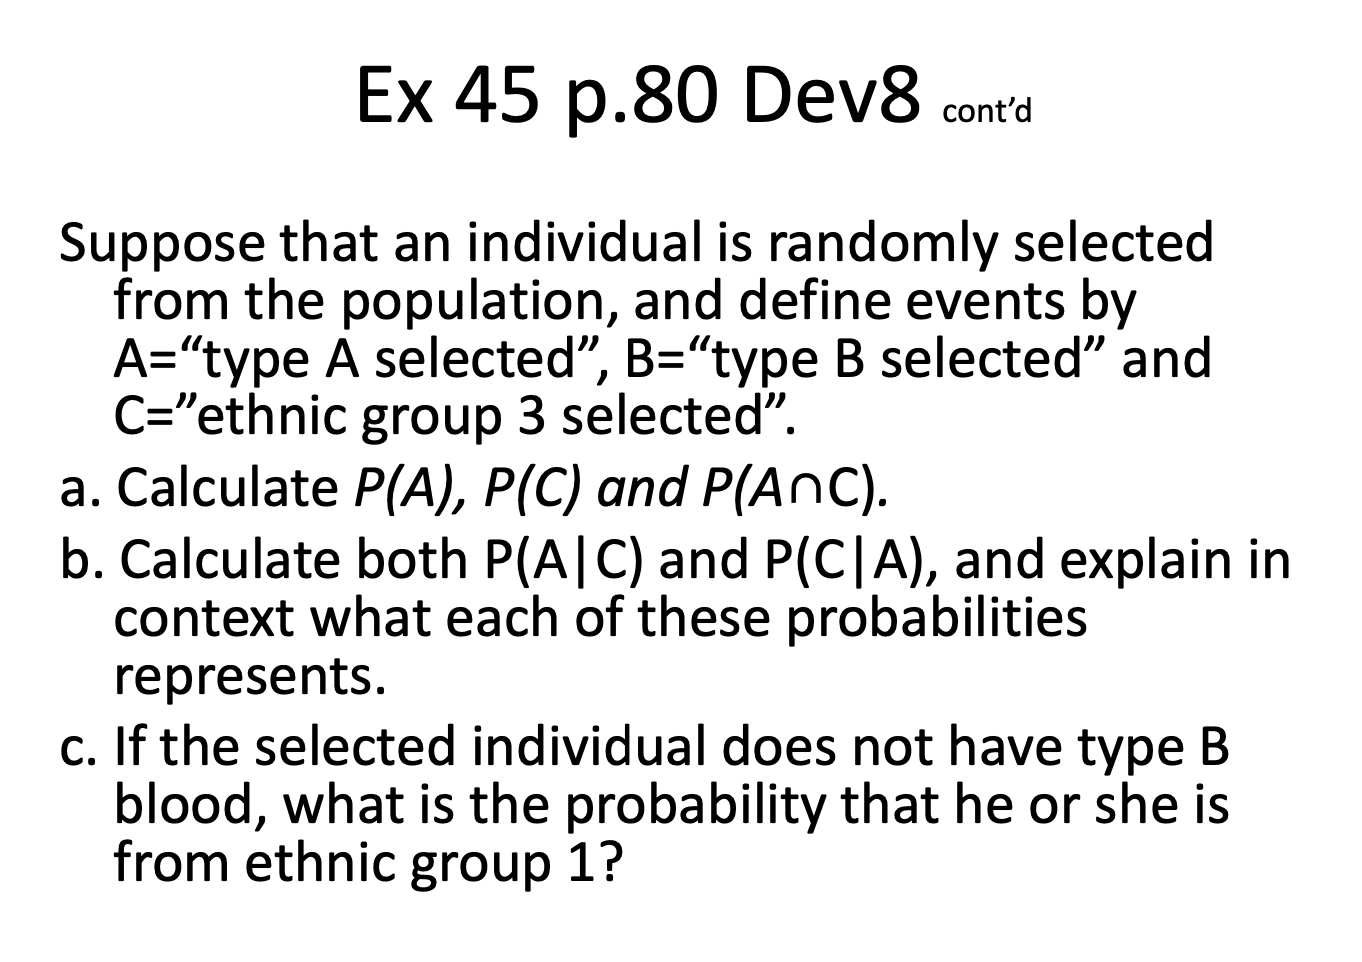 Ex 45 p.80 Dev8 cont’d
Suppose that an individual is randomly selected
from the population, and define events by
A=“type A selected”, B=“type B selected” and
C=”ethnic group 3 selected”.
a. Calculate P(A), P(C) and P(A∩C).
b. Calculate both P(A|C) and P(C|A), and explain in
context what each of these probabilities
represents.
c. If the selected individual does not have type B
blood, what is the probability that he or she is
from ethnic group 1?